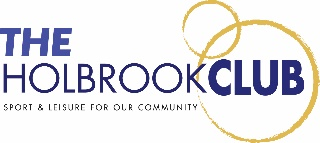 THE
HOLBROOKCLUB
SPORT & LEISURE FOR OUR COMMUNITY